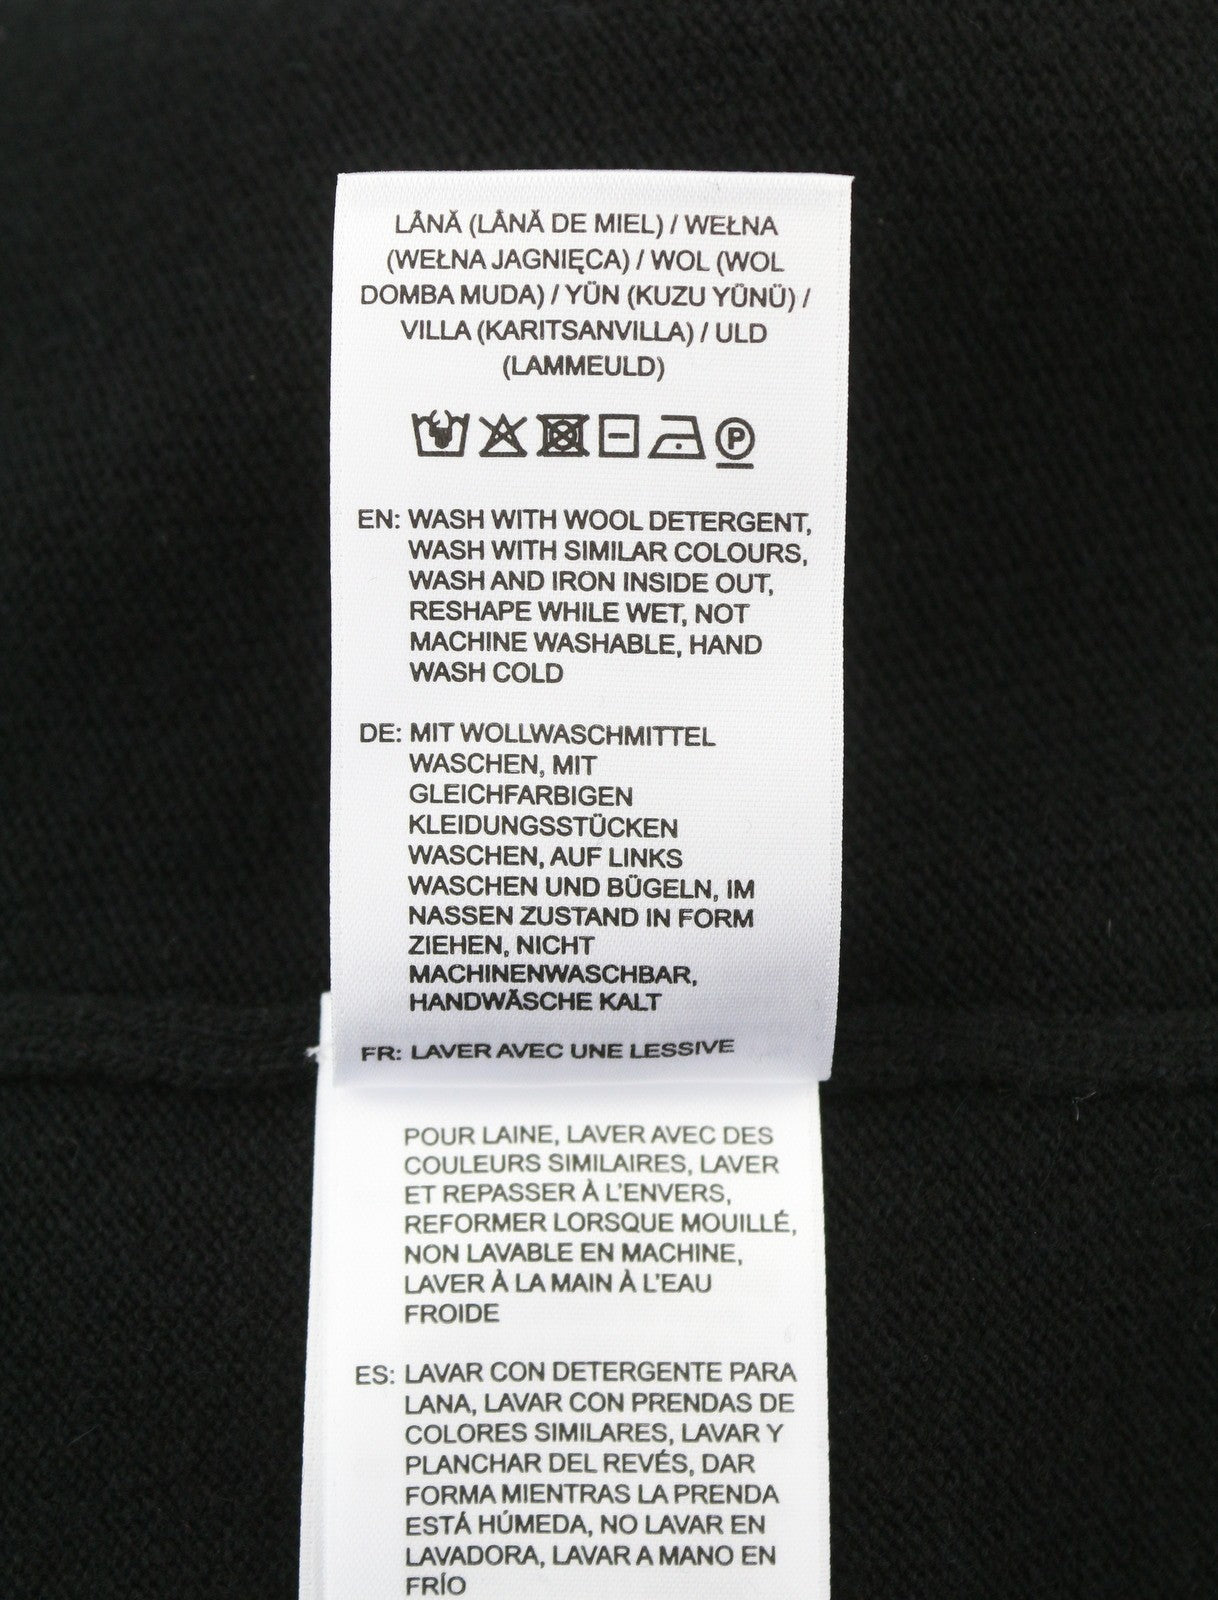 LÂNĂ (LÂNĂ DE MIEL) / WEŁNA
(WEŁNA JAGNIĘCA) / WOL (WOL
DOMBA MUDA) / YÜN (KUZU YÜNÜ) /
VILLA (KARITSANVILLA) / ULD
(LAMMEULD)
P
EN: WASH WITH WOOL DETERGENT,
WASH WITH SIMILAR COLOURS,
WASH AND IRON INSIDE OUT,
RESHAPE WHILE WET, NOT
MACHINE WASHABLE, HAND
WASH COLD
DE: MIT WOLLWASCHMITTEL
WASCHEN, MIT
GLEICHFARBIGEN
KLEIDUNGSSTÜCKEN
WASCHEN, AUF LINKS
WASCHEN UND BÜGELN, IM
NASSEN ZUSTAND IN FORM
ZIEHEN, NICHT
MACHINENWASCHBAR,
HANDWÄSCHE KALT
FR: LAVER AVEC UNE LESSIVE
POUR LAINE, LAVER AVEC DES
COULEURS SIMILAIRES, LAVER
ET REPASSER À L'ENVERS,
REFORMER LORSQUE MOUILLÉ,
NON LAVABLE EN MACHINE,
LAVER À LA MAIN À L'EAU
FROIDE
ES: LAVAR CON DETERGENTE PARA
LANA, LAVAR CON PRENDAS DE
COLORES SIMILARES, LAVAR Y
PLANCHAR DEL REVÉS, DAR
FORMA MIENTRAS LA PRENDA
ESTÁ HÚMEDA, NO LAVAR EN
LAVADORA, LAVAR A MANO EN
FRÍO